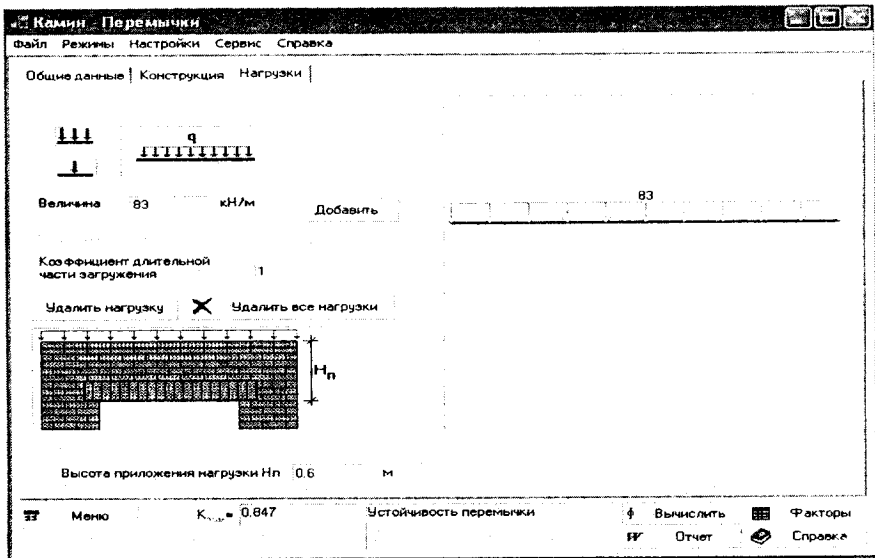 Камин - Перемычки
Файл Режимы Настройки Сервис Справка
Общие данные Конструкция Нагрузки
q
Величина 83 кН/м
Добавить
83
Коэффициент длительной
части загружения 1
Удалить нагрузку Удалить все нагрузки
Hп
Высота приложения нагрузки Нп 0.6 м
Меню
K = 0.847
Устойчивость перемычки
Вычислить Факторы
Отчет Справка